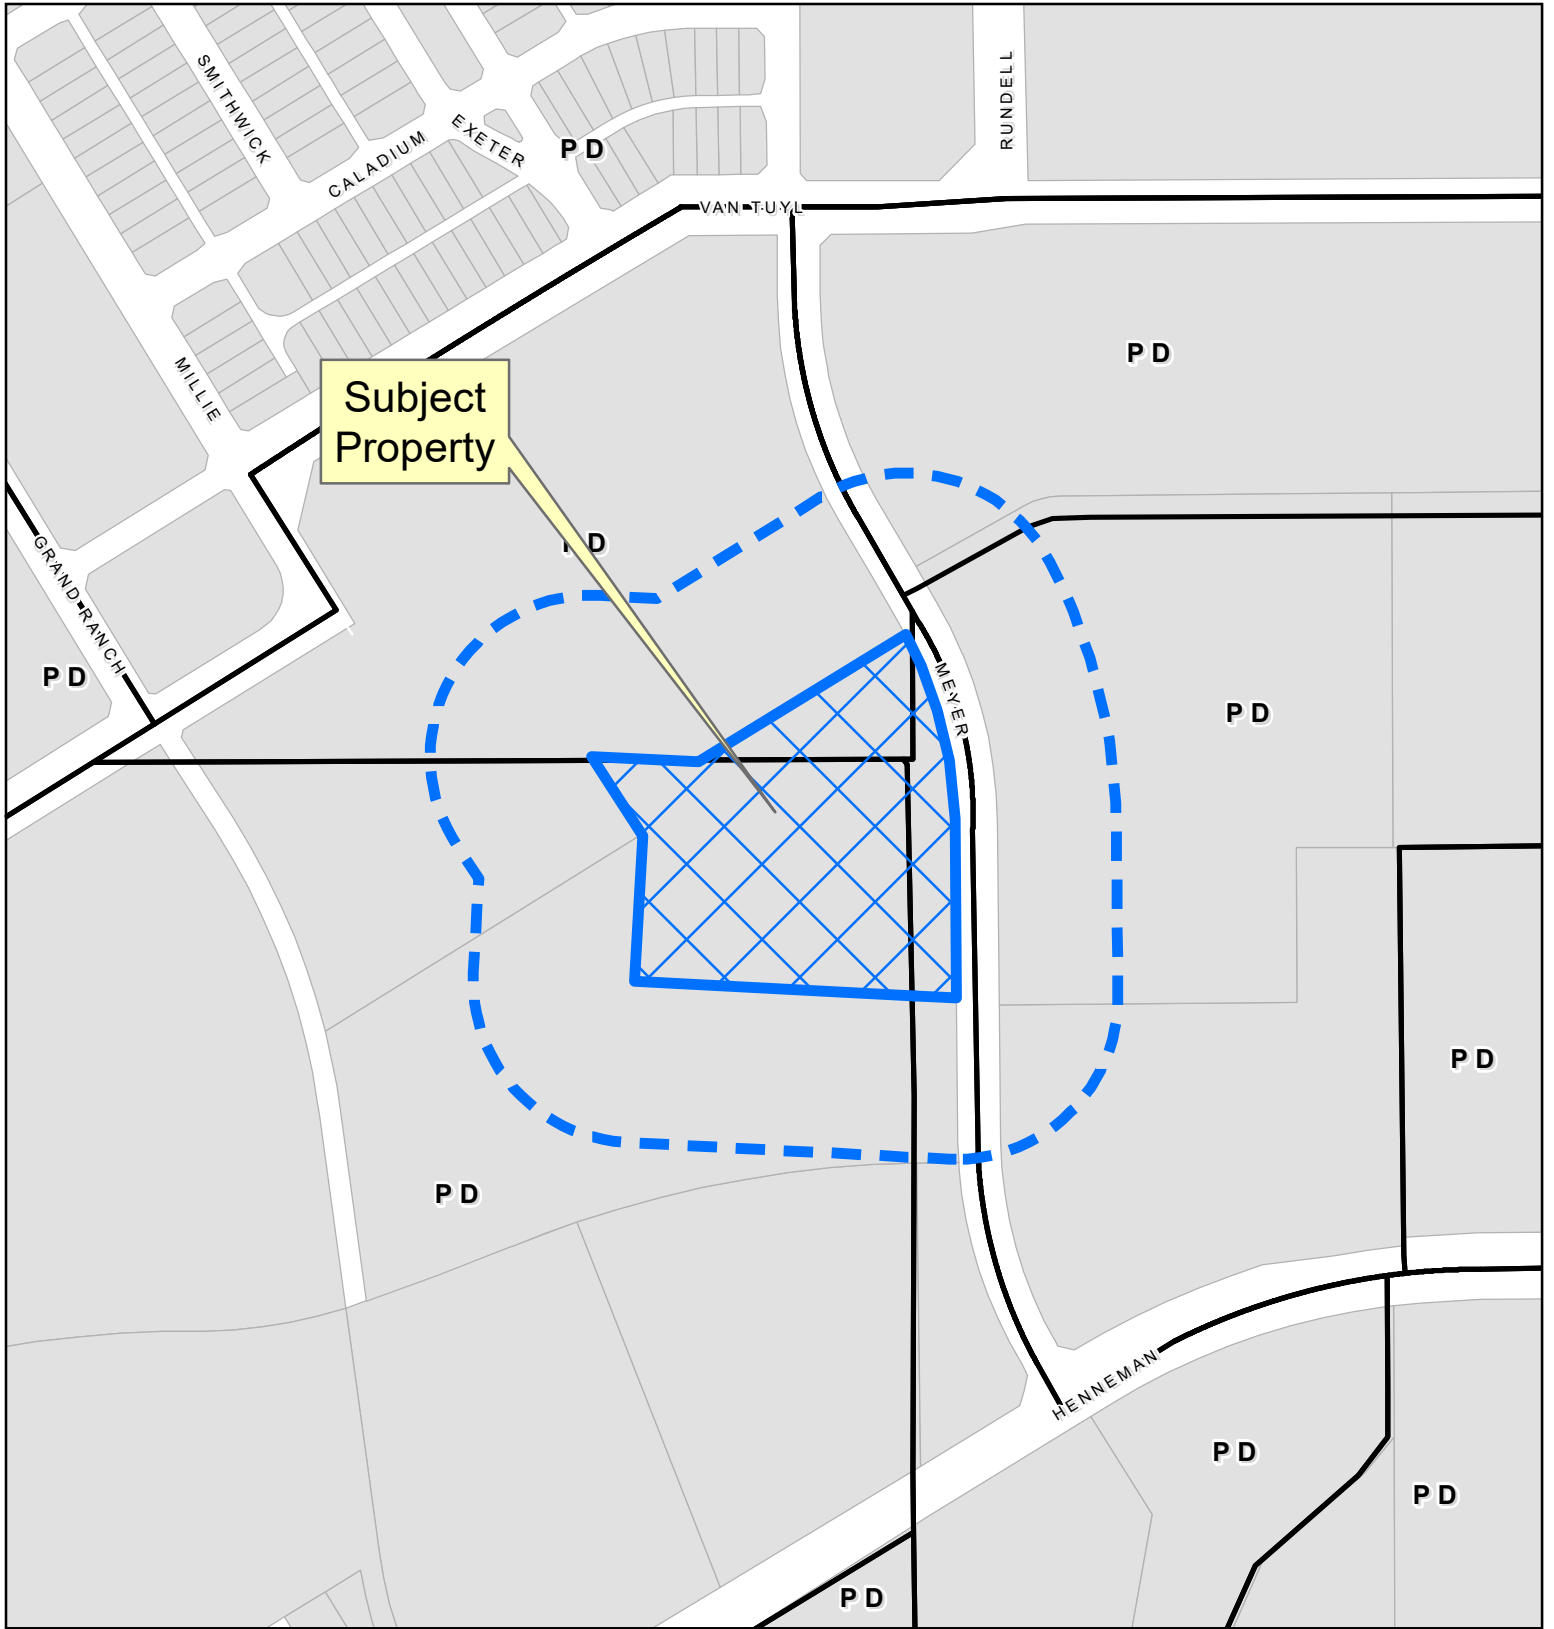 SMITHWICK
RUNDELL
CALADIUM
EXETER
PD
VAN TUYL
PD
MILLIE
Subject
Property
PD
GRAND RANCH
PD
MEYER
PD
PD
PD
HENNEMAN
PD
PD
PD